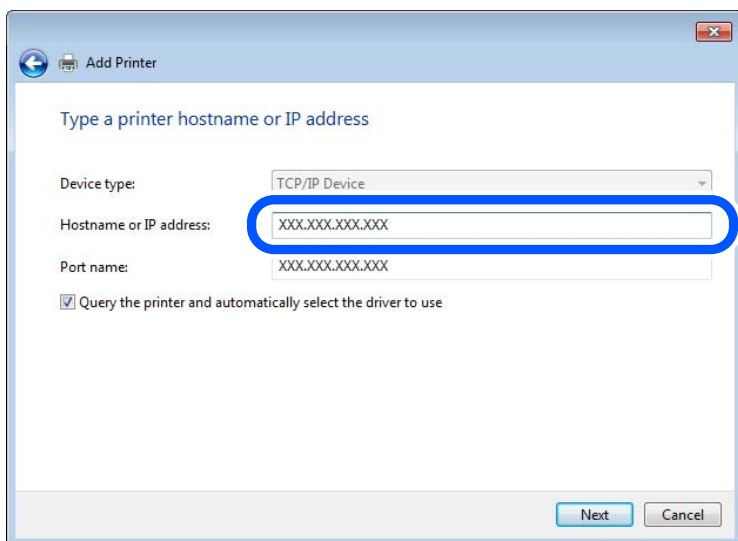 Add Printer
Type a printer hostname or IP address
Device type: TCP/IP Device
Hostname or IP address: XXX.XXX.XXX.XXX
Port name: XXX.XXX.XXX.XXX
Query the printer and automatically select the driver to use
Next Cancel